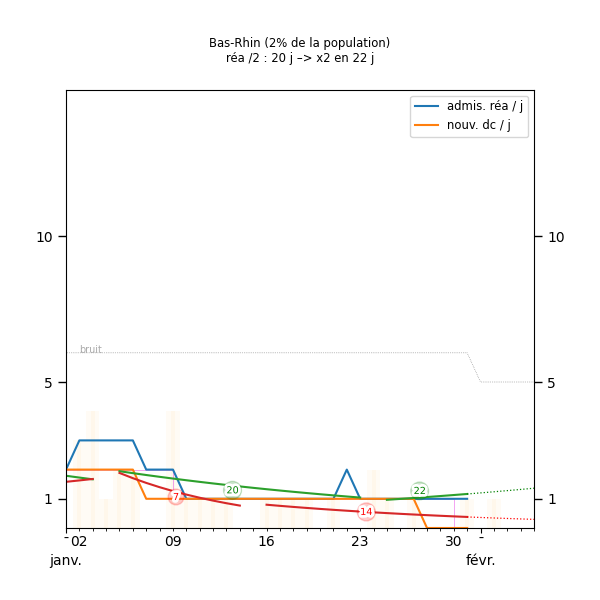 Bas-Rhin (2% de la population)
réa /2 : 20 j –> x2 en 22 j
admis. réa / j
nouv. dc / j
10
10
bruit
5
5
20
22
7
14
1
1
02
09
16
23
30
janv.
févr.